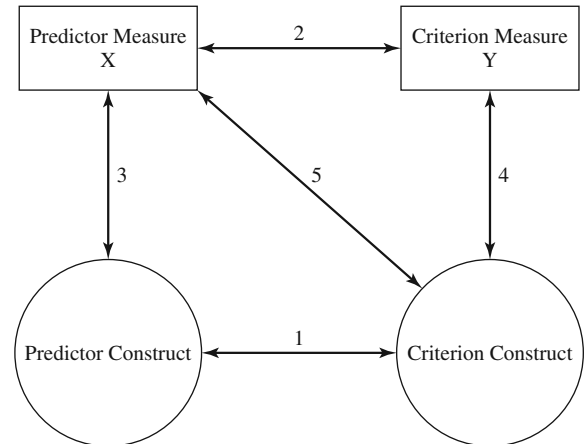 Predictor Measure
X
2
Criterion Measure
Y
3
5
4
Predictor Construct
1
Criterion Construct